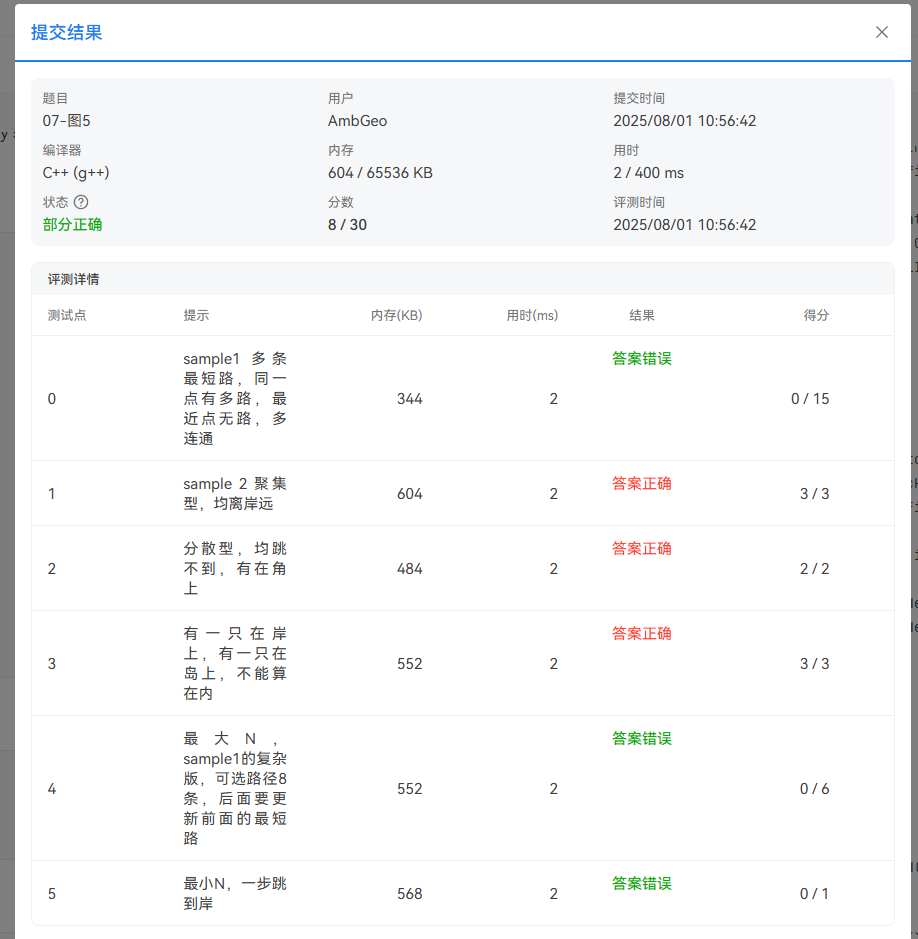 提交结果
题目 用户 提交时间
07-图5 AmbGeo 2025/08/01 10:56:42
编译器 内存 用时
C++ (g++) 604 / 65536 KB 2 / 400 ms
状态 ? 分数 评测时间
部分正确 8 / 30 2025/08/01 10:56:42
评测详情
测试点 提示 内存(KB) 用时(ms) 结果 得分
sample1 多条 答案错误
最短路，同一
0 点有多路，最 344 2 0 / 15
近点无路，多
连通
sample 2 聚集 答案正确
1 型，均离岸远 604 2 3 / 3
分散型，均跳 答案正确
2 不到，有在角 484 2 2 / 2
上
有一只在岸 答案正确
上，有一只在
3 岛上，不能算 552 2 3 / 3
在内
最大N， 答案错误
sample1的复杂
版，可选路径8
4 条，后面要更 552 2 0 / 6
新前面的最短
路
最小N，一步跳 答案错误
5 到岸 568 2 0 / 1